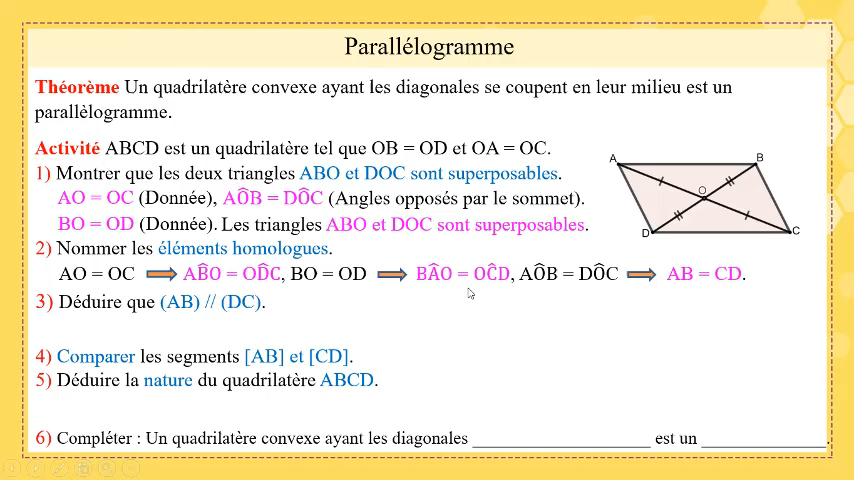 Parallélogramme
Théorème Un quadrilatère convexe ayant les diagonales se coupent en leur milieu est un
parallèlogramme.
Activité ABCD est un quadrilatère tel que OB = OD et OA = OC.
1) Montrer que les deux triangles ABO et DOC sont superposables.
AO = OC (Donnée), AÔB = DÔC (Angles opposés par le sommet).
BO = OD (Donnée). Les triangles ABO et DOC sont superposables.
2) Nommer les éléments homologues.
AO = OC AB̂O = OD̂C, BO = OD BÂO = OĈD, AÔB = DÔC AB = CD.
3) Déduire que (AB) // (DC).
4) Comparer les segments [AB] et [CD].
5) Déduire la nature du quadrilatère ABCD.
6) Compléter : Un quadrilatère convexe ayant les diagonales ____________________ est un ______________.
A
B
O
D
C